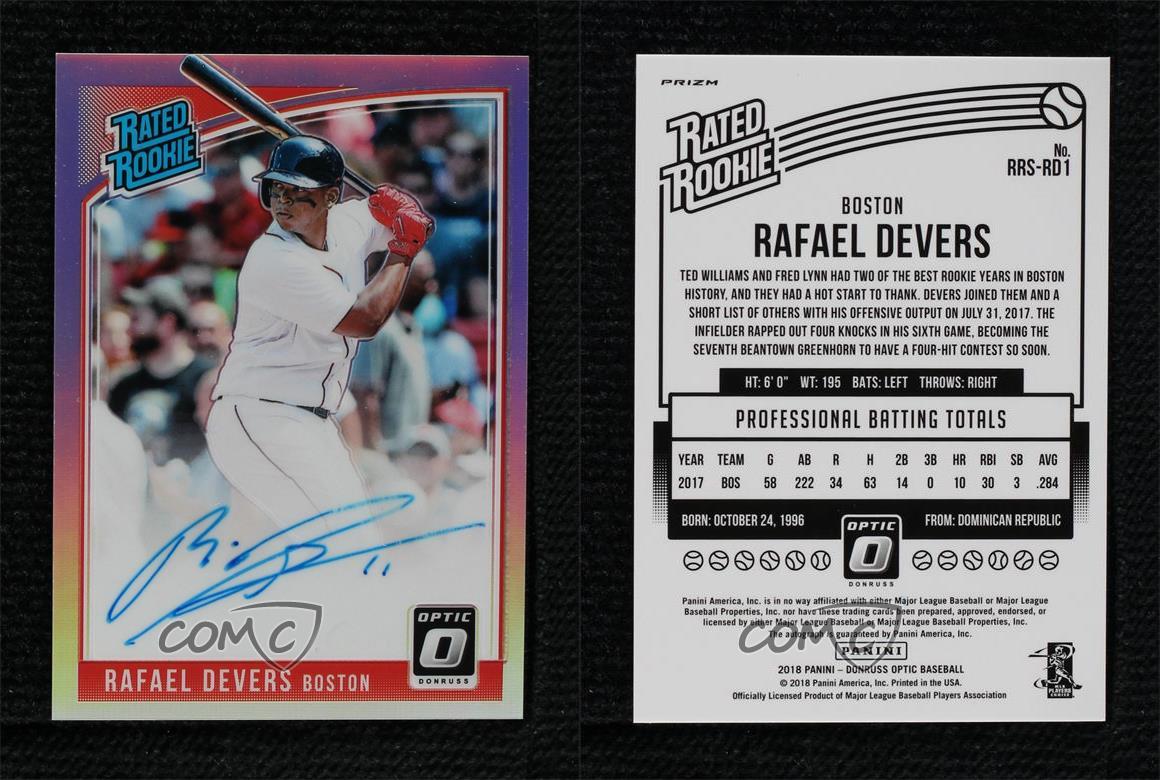 RATED
ROOKIE
R. D 11
COMC
OPTIC
O
DONRUSS
RAFAEL DEVERS BOSTON
PRIZM
RATED
ROOKIE
No.
RRS-RD1
BOSTON
RAFAEL DEVERS
TED WILLIAMS AND FRED LYNN HAD TWO OF THE BEST ROOKIE YEARS IN BOSTON
HISTORY, AND THEY HAD A HOT START TO THANK. DEVERS JOINED THEM AND A
SHORT LIST OF OTHERS WITH HIS OFFENSIVE OUTPUT ON JULY 31, 2017. THE
INFIELDER RAPPED OUT FOUR KNOCKS IN HIS SIXTH GAME, BECOMING THE
SEVENTH BEANTOWN GREENHORN TO HAVE A FOUR-HIT CONTEST SO SOON.
HT: 6' 0" WT: 195 BATS: LEFT THROWS: RIGHT
PROFESSIONAL BATTING TOTALS
YEAR TEAM G AB R H 2B 3B HR RBI SB AVG
2017 BOS 58 222 34 63 14 0 10 30 3 .284
BORN: OCTOBER 24, 1996
FROM: DOMINICAN REPUBLIC
OPTIC
O
DONRUSS
Panini America, Inc. is in no way affiliated with either Major League Baseball or Major League
Baseball Properties, Inc. nor have these trading cards been prepared, approved, endorsed, or
licensed by either Major League Baseball or Major League Baseball Properties, Inc.
The autograph is guaranteed by Panini America, Inc.
COMC
PANINI
2018 PANINI – DONRUSS OPTIC BASEBALL
© 2018 Panini America, Inc. Printed in the USA.
Officially Licensed Product of Major League Baseball Players Association
MLB
PLAYERS
CHOICE